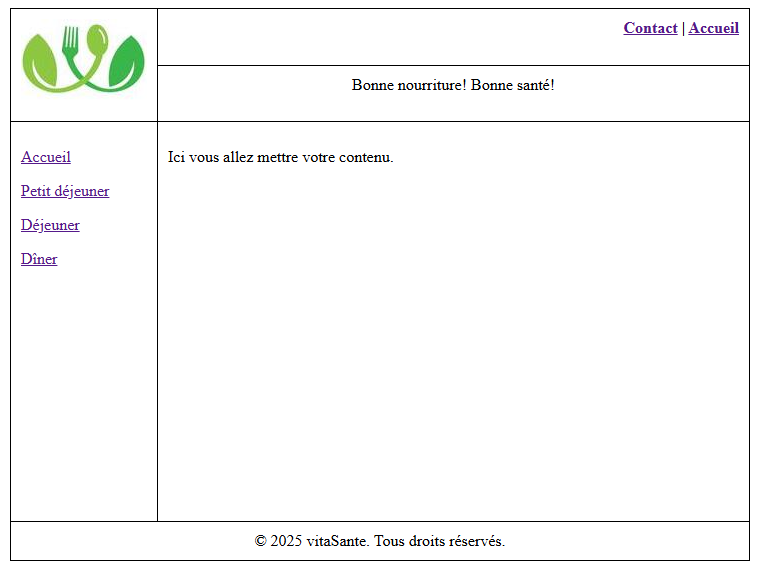 Contact | Accueil
Bonne nourriture! Bonne santé!
Accueil
Petit déjeuner
Déjeuner
Dîner
Ici vous allez mettre votre contenu.
© 2025 vitaSante. Tous droits réservés.